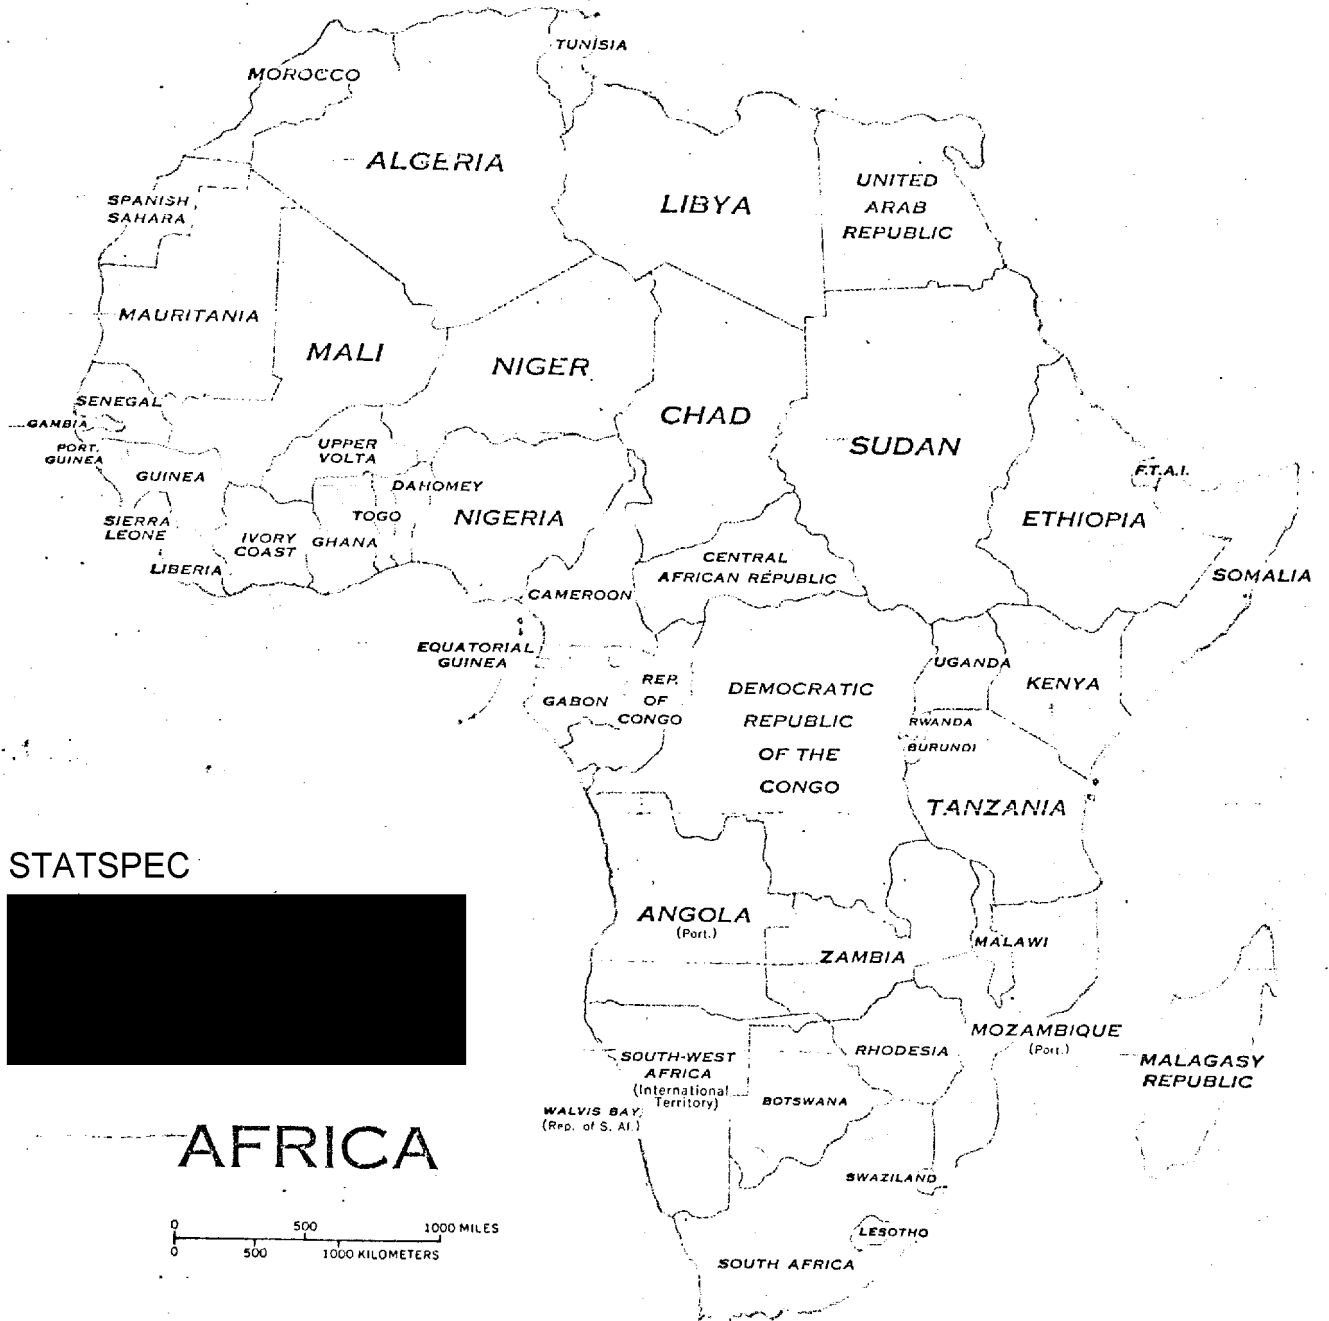 TUNISIA
MOROCCO
ALGERIA
LIBYA
UNITED
ARAB
REPUBLIC
SPANISH
SAHARA
MAURITANIA
MALI
NIGER
CHAD
SUDAN
SENEGAL
GAMBIA
PORT.
GUINEA
GUINEA
UPPER
VOLTA
DAHOMEY
NIGERIA
F.T.A.I.
ETHIOPIA
SIERRA
LEONE
LIBERIA
IVORY
COAST
GHANA
TOGO
CENTRAL
AFRICAN REPUBLIC
CAMEROON
SOMALIA
EQUATORIAL
GUINEA
GABON
REP.
OF
CONGO
DEMOCRATIC
REPUBLIC
OF THE
CONGO
UGANDA
KENYA
RWANDA
BURUNDI
TANZANIA
STATSPEC
ANGOLA
(Port.)
ZAMBIA
MALAWI
MOZAMBIQUE
(Port.)
MALAGASY
REPUBLIC
SOUTH-WEST
AFRICA
(International
Territory)
RHODESIA
BOTSWANA
WALVIS BAY
(Rep. of S. Af.)
AFRICA
SWAZILAND
LESOTHO
SOUTH AFRICA
0 500 1000 MILES
0 500 1000 KILOMETERS